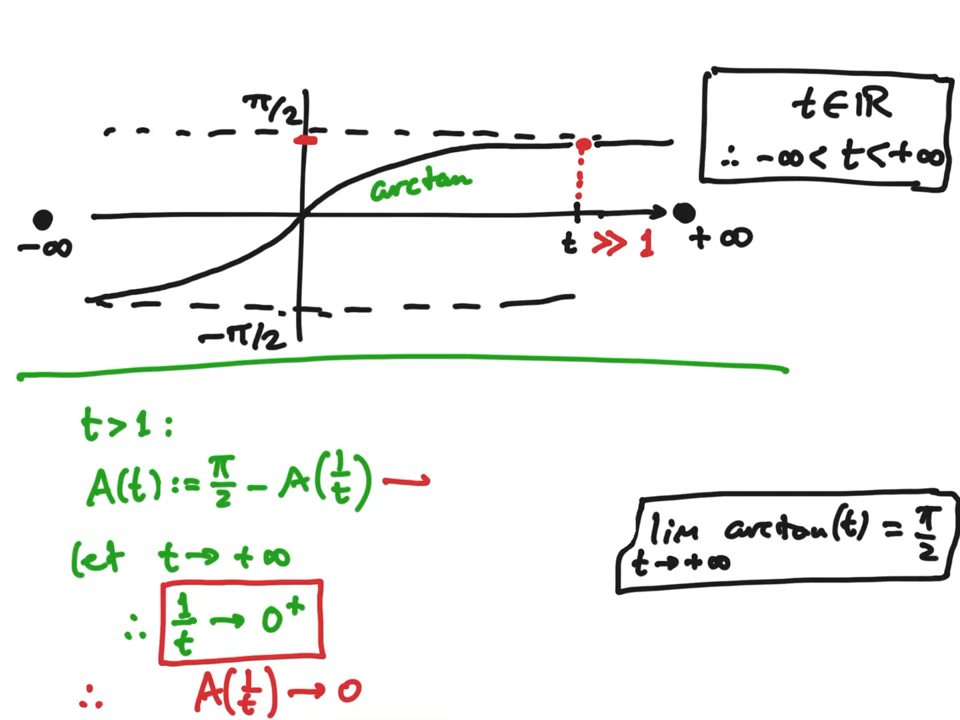 π/2
t ∈ ℝ
∴ -∞ < t < +∞
arctan
-∞
t >> 1
+∞
-π/2
t > 1 :
A(t) := π/2 - A(1/t) →
lim arctan(t) = π/2
t → +∞
let t → +∞
∴ 1/t → 0⁺
∴ A(1/t) → 0